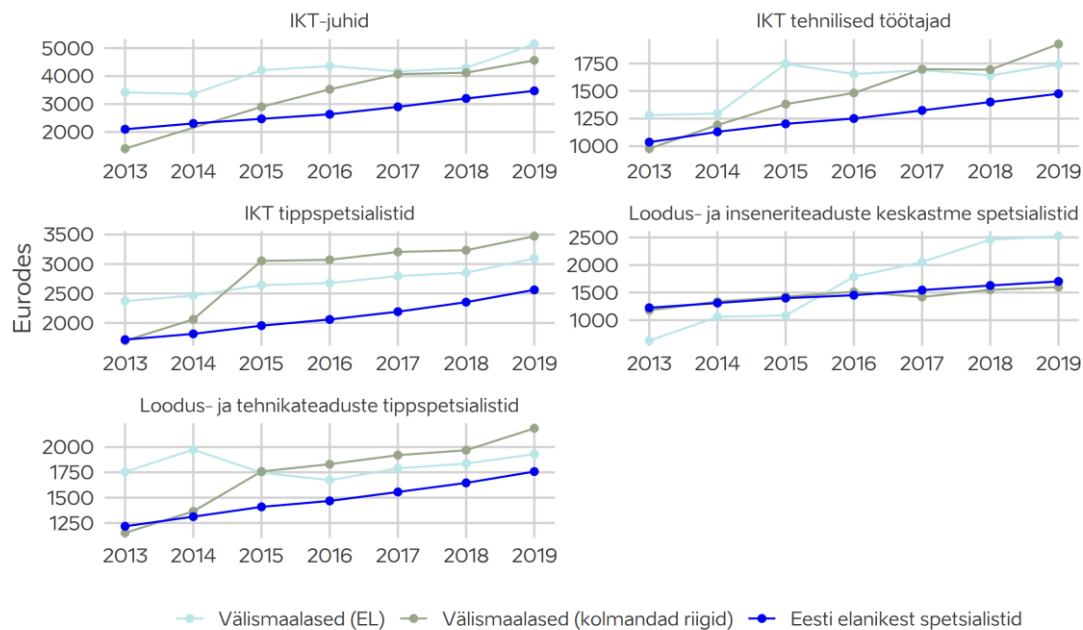 IKT-juhid
5000
4000
3000
2000
2013 2014 2015 2016 2017 2018 2019
IKT tehnilised töötajad
1750
1500
1250
1000
2013 2014 2015 2016 2017 2018 2019
Eurodes
IKT tippspetsialistid
3500
3000
2500
2000
2013 2014 2015 2016 2017 2018 2019
Loodus- ja inseneriteaduste keskastme spetsialistid
2500
2000
1500
1000
2013 2014 2015 2016 2017 2018 2019
Loodus- ja tehnikateaduste tippspetsialistid
2000
1750
1500
1250
2013 2014 2015 2016 2017 2018 2019
Välismaalased (EL) Välismaalased (kolmandad riigid) Eesti elanikest spetsialistid